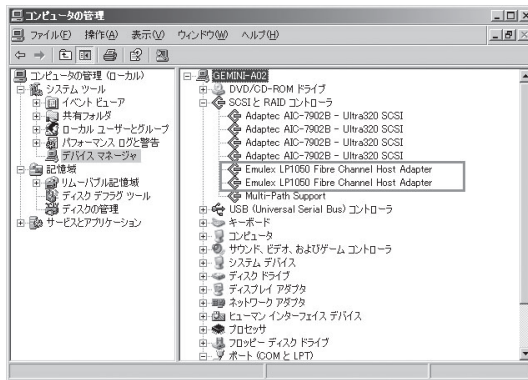 コンピュータの管理
ファイル(F) 操作(A) 表示(V) ウィンドウ(W) ヘルプ(H)
コンピュータの管理 (ローカル)
システム ツール
イベント ビューア
共有フォルダ
ローカル ユーザーとグループ
パフォーマンス ログと警告
デバイス マネージャ
記憶域
リムーバブル記憶域
ディスク デフラグ ツール
ディスクの管理
サービスとアプリケーション
GEMINI-A02
DVD/CD-ROM ドライブ
SCSI と RAID コントローラ
Adaptec AIC-7902B - Ultra320 SCSI
Adaptec AIC-7902B - Ultra320 SCSI
Adaptec AIC-7902B - Ultra320 SCSI
Adaptec AIC-7902B - Ultra320 SCSI
Emulex LP1050 Fibre Channel Host Adapter
Emulex LP1050 Fibre Channel Host Adapter
Multi-Path Support
USB (Universal Serial Bus) コントローラ
キーボード
コンピュータ
サウンド、ビデオ、およびゲーム コントローラ
システム デバイス
ディスク ドライブ
ディスプレイ アダプタ
ネットワーク アダプタ
ヒューマン インターフェイス デバイス
プロセッサ
フロッピー ディスク ドライブ
ポート (COM と LPT)